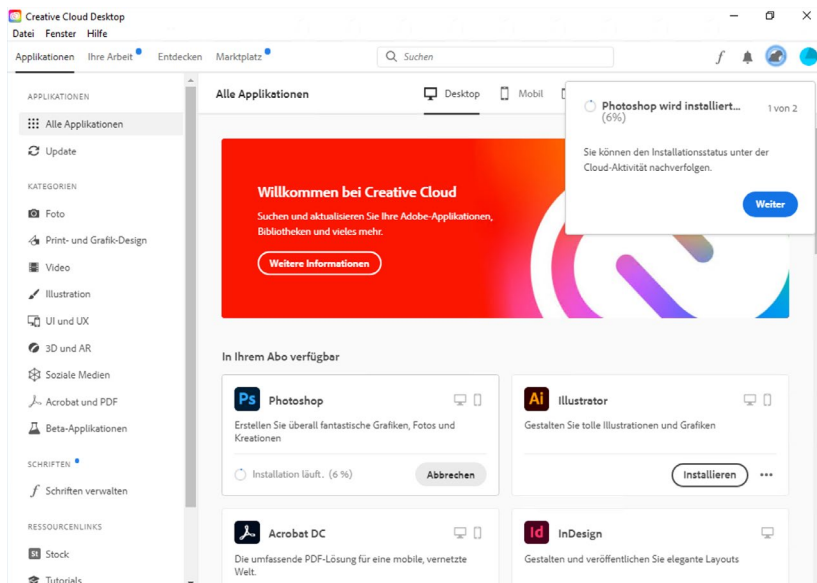 Creative Cloud Desktop
Datei Fenster Hilfe
Applikationen Ihre Arbeit Entdecken Marktplatz Suchen
APPLIKATIONEN
Alle Applikationen
Update
KATEGORIEN
Foto
Print- und Grafik-Design
Video
Illustration
UI und UX
3D und AR
Soziale Medien
Acrobat und PDF
Beta-Applikationen
SCHRIFTEN
Schriften verwalten
RESSOURCENLINKS
St Stock
Tutorials
Alle Applikationen Desktop Mobil
Photoshop wird installiert... 1 von 2
(6%)
Sie können den Installationsstatus unter der
Cloud-Aktivität nachverfolgen.
Weiter
Willkommen bei Creative Cloud
Suchen und aktualisieren Sie Ihre Adobe-Applikationen,
Bibliotheken und vieles mehr.
Weitere Informationen
In Ihrem Abo verfügbar
Ps Photoshop
Erstellen Sie überall fantastische Grafiken, Fotos und
Kreationen
Installation läuft. (6 %) Abbrechen
Ai Illustrator
Gestalten Sie tolle Illustrationen und Grafiken
Installieren
Acrobat DC
Die umfassende PDF-Lösung für eine mobile, vernetzte
Welt.
Id InDesign
Gestalten und veröffentlichen Sie elegante Layouts